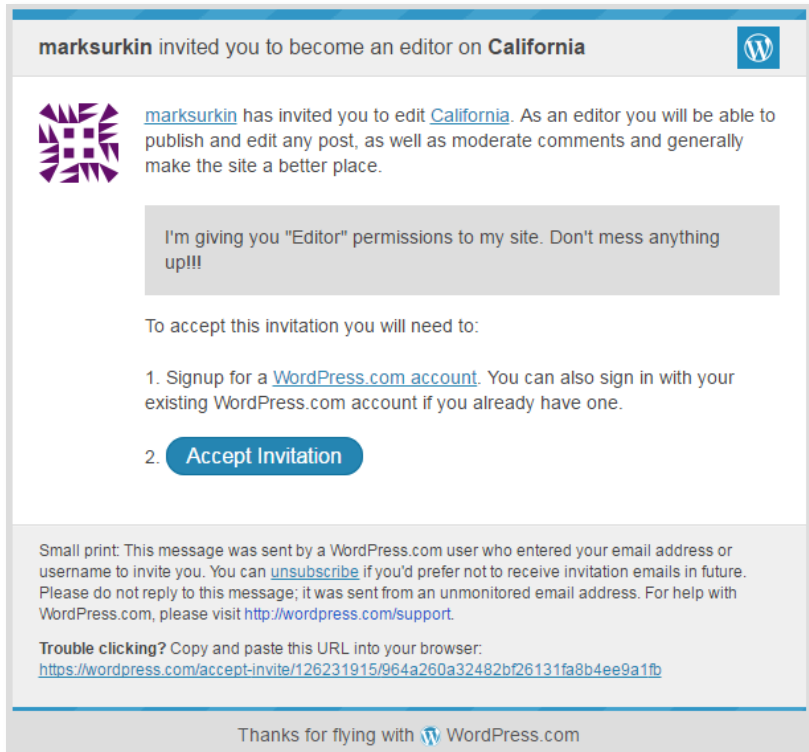 marksurkin invited you to become an editor on California
marksurkin has invited you to edit California. As an editor you will be able to
publish and edit any post, as well as moderate comments and generally
make the site a better place.
I'm giving you "Editor" permissions to my site. Don't mess anything
up!!!
To accept this invitation you will need to:
1. Signup for a WordPress.com account. You can also sign in with your
existing WordPress.com account if you already have one.
2. Accept Invitation
Small print: This message was sent by a WordPress.com user who entered your email address or
username to invite you. You can unsubscribe if you'd prefer not to receive invitation emails in future.
Please do not reply to this message; it was sent from an unmonitored email address. For help with
WordPress.com, please visit http://wordpress.com/support.
Trouble clicking? Copy and paste this URL into your browser:
https://wordpress.com/accept-invite/126231915/964a260a32482bf26131fa8b4ee9a1fb
Thanks for flying with WordPress.com